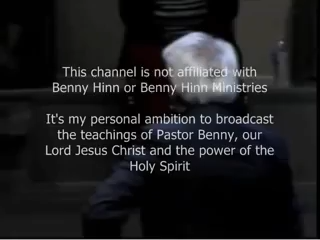 This channel is not affiliated with
Benny Hinn or Benny Hinn Ministries
It's my personal ambition to broadcast
the teachings of Pastor Benny, our
Lord Jesus Christ and the power of the
Holy Spirit